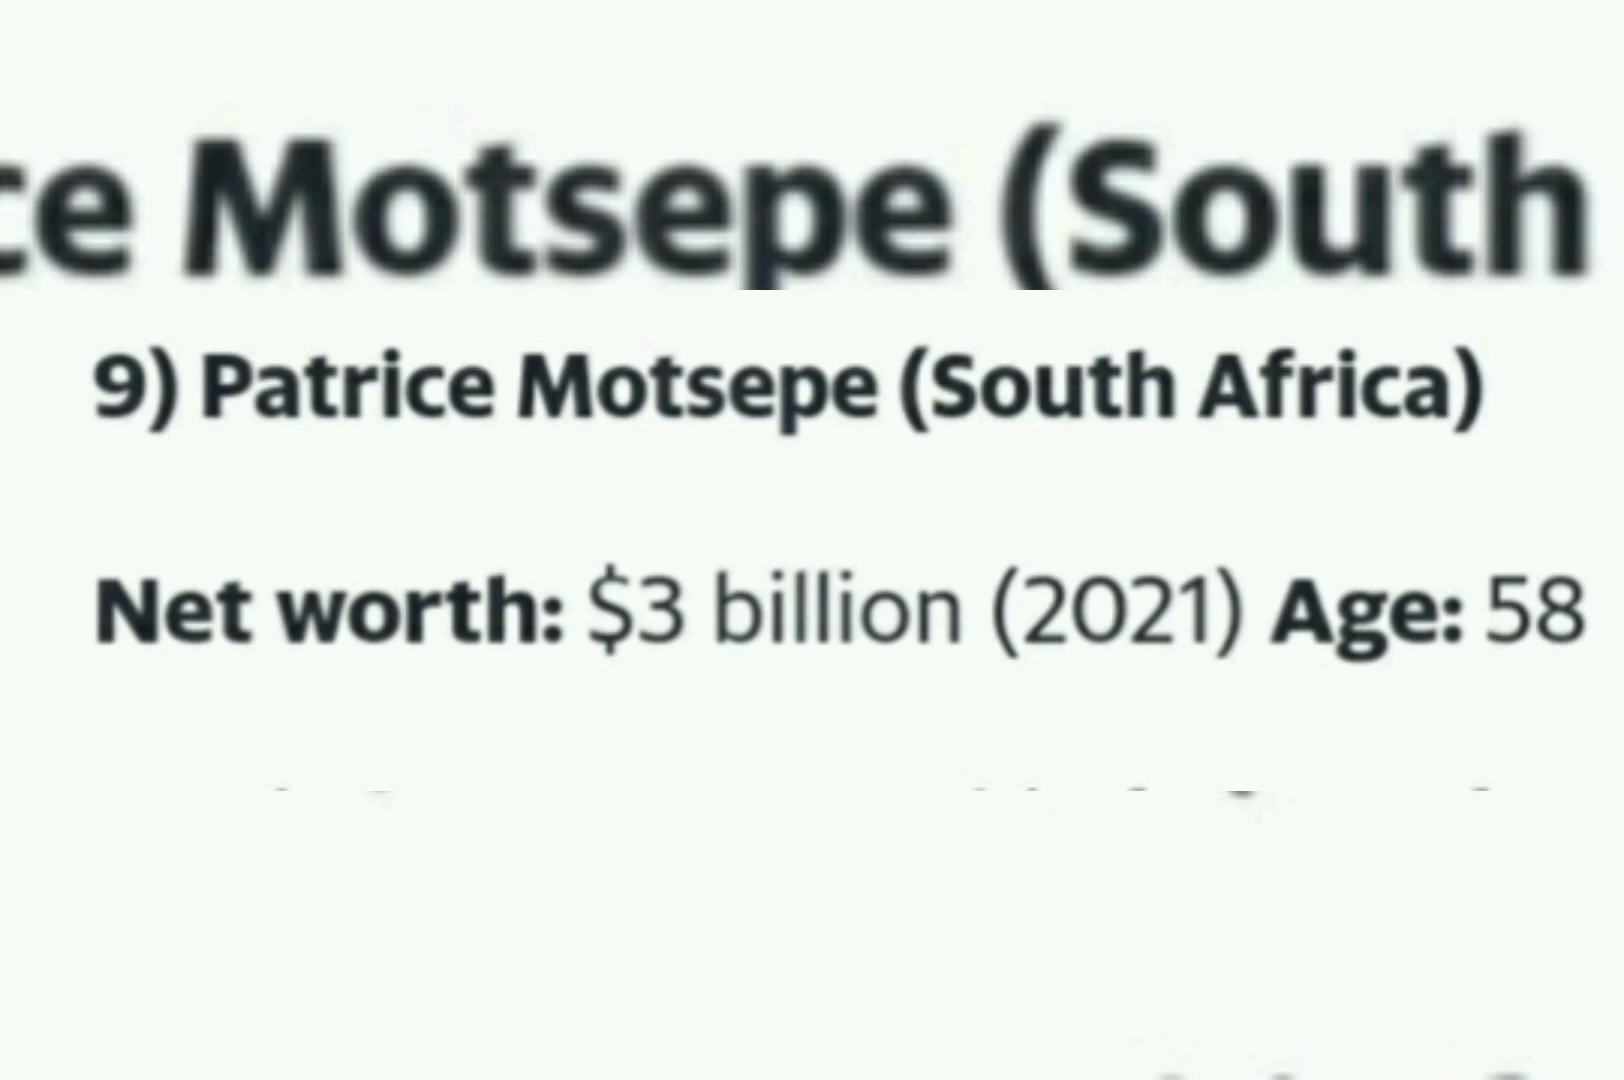 ce Motsepe (South
9) Patrice Motsepe (South Africa)
Net worth: $3 billion (2021) Age: 58